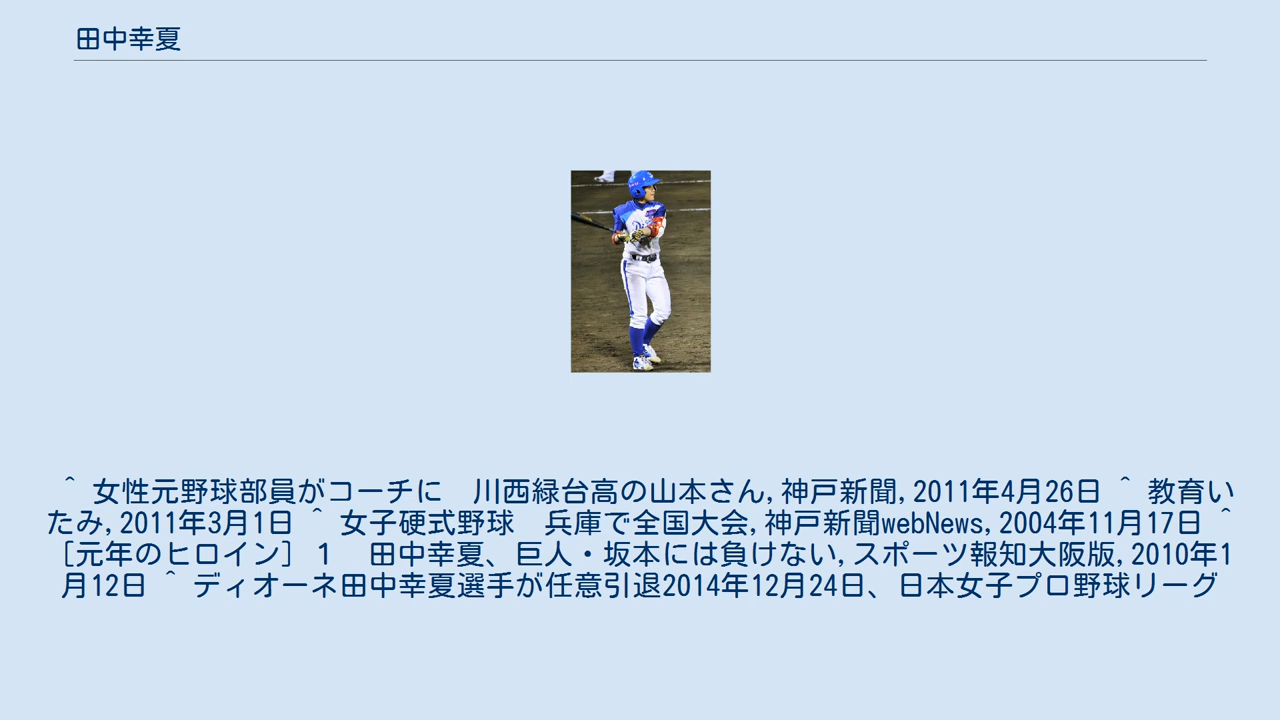 田中幸夏
^ 女性元野球部員がコーチに　川西緑台高の山本さん,神戸新聞,2011年4月26日 ^ 教育い
たみ,2011年3月1日 ^ 女子硬式野球　兵庫で全国大会,神戸新聞webNews,2004年11月17日 ^
［元年のヒロイン］１　田中幸夏、巨人・坂本には負けない,スポーツ報知大阪版,2010年1
月12日 ^ ディオーネ田中幸夏選手が任意引退2014年12月24日、日本女子プロ野球リーグ